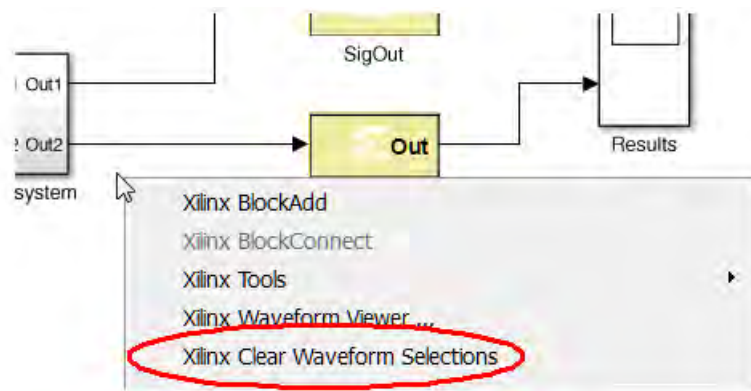 SigOut
Out1
Out2
Out
Results
system
Xilinx BlockAdd
Xilinx BlockConnect
Xilinx Tools
Xilinx Waveform Viewer ...
Xilinx Clear Waveform Selections